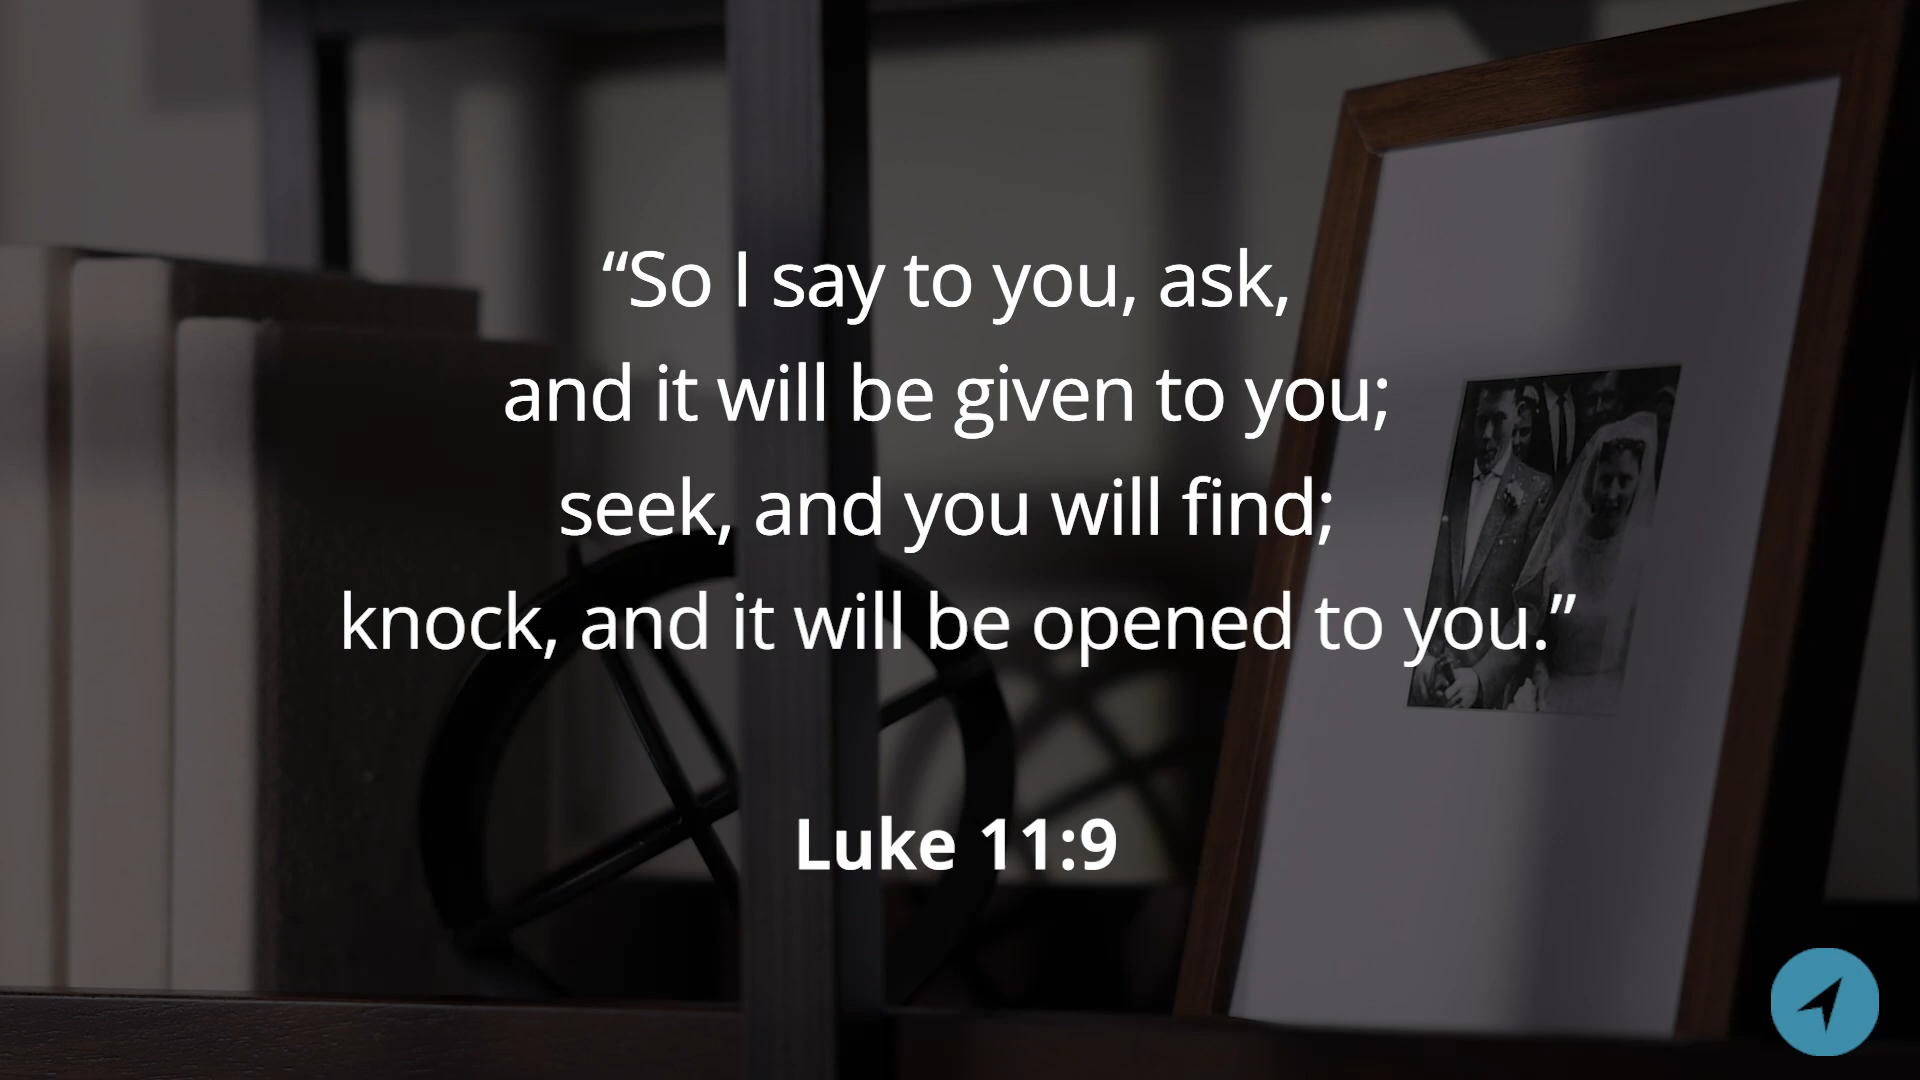 “So I say to you, ask,
and it will be given to you;
seek, and you will find;
knock, and it will be opened to you.”
Luke 11:9